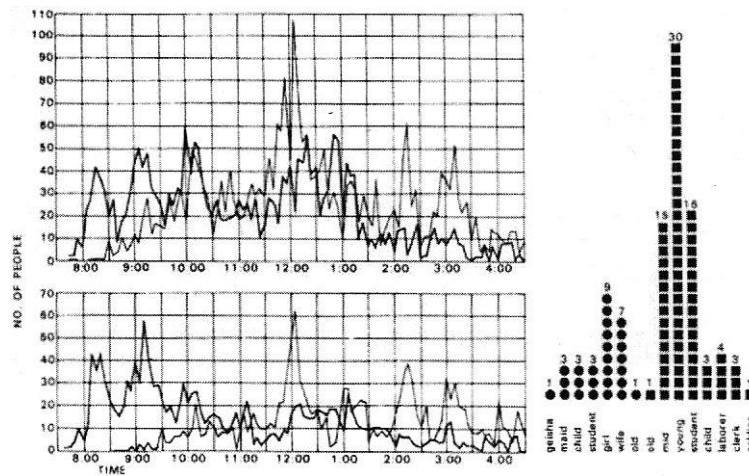 110
100
90
80
70
60
50
40
30
20
10
0
8:00 9:00 10:00 11:00 12:00 1:00 2:00 3:00 4:00
NO. OF PEOPLE
70
60
50
40
30
20
10
0
8:00 9:00 10:00 11:00 12:00 1:00 2:00 3:00 4:00
TIME
1 3 3 3 9 7 1 1 15 30 16 3 4 3
geisha
maid
child
student
girl
wife
old
old
mid
young
student
child
laborer
clerk